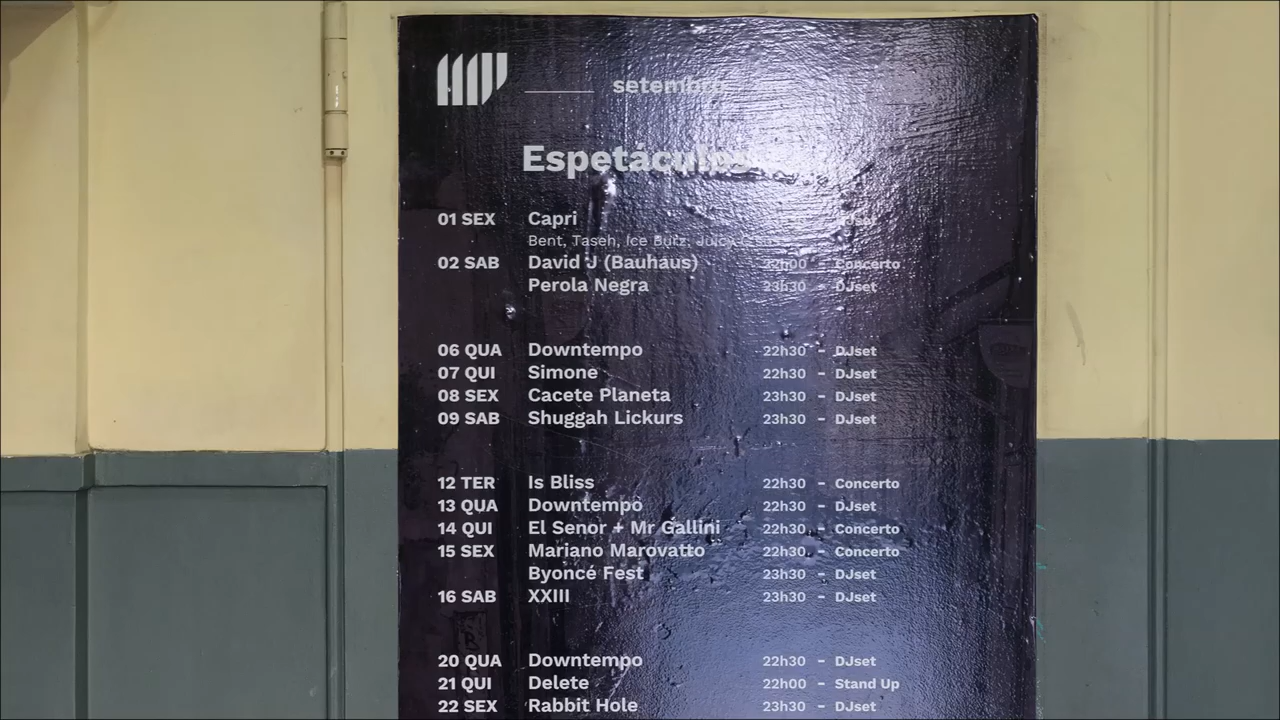 setembro
Espetáculos
01 SEX Capri DJset
Bent, Taseh, Ice Burz, Juicy
02 SAB David J (Bauhaus) 22h00 - Concerto
Perola Negra 23h30 - DJset
06 QUA Downtempo 22h30 - DJset
07 QUI Simone 22h30 - DJset
08 SEX Cacete Planeta 23h30 - DJset
09 SAB Shuggah Lickurs 23h30 - DJset
12 TER Is Bliss 22h30 - Concerto
13 QUA Downtempo 22h30 - DJset
14 QUI El Senor + Mr Gallini 22h30 - Concerto
15 SEX Mariano Marovatto 22h30 - Concerto
Byoncé Fest 23h30 - DJset
16 SAB XXIII 23h30 - DJset
20 QUA Downtempo 22h30 - DJset
21 QUI Delete 22h00 - Stand Up
22 SEX Rabbit Hole 23h30 - DJset